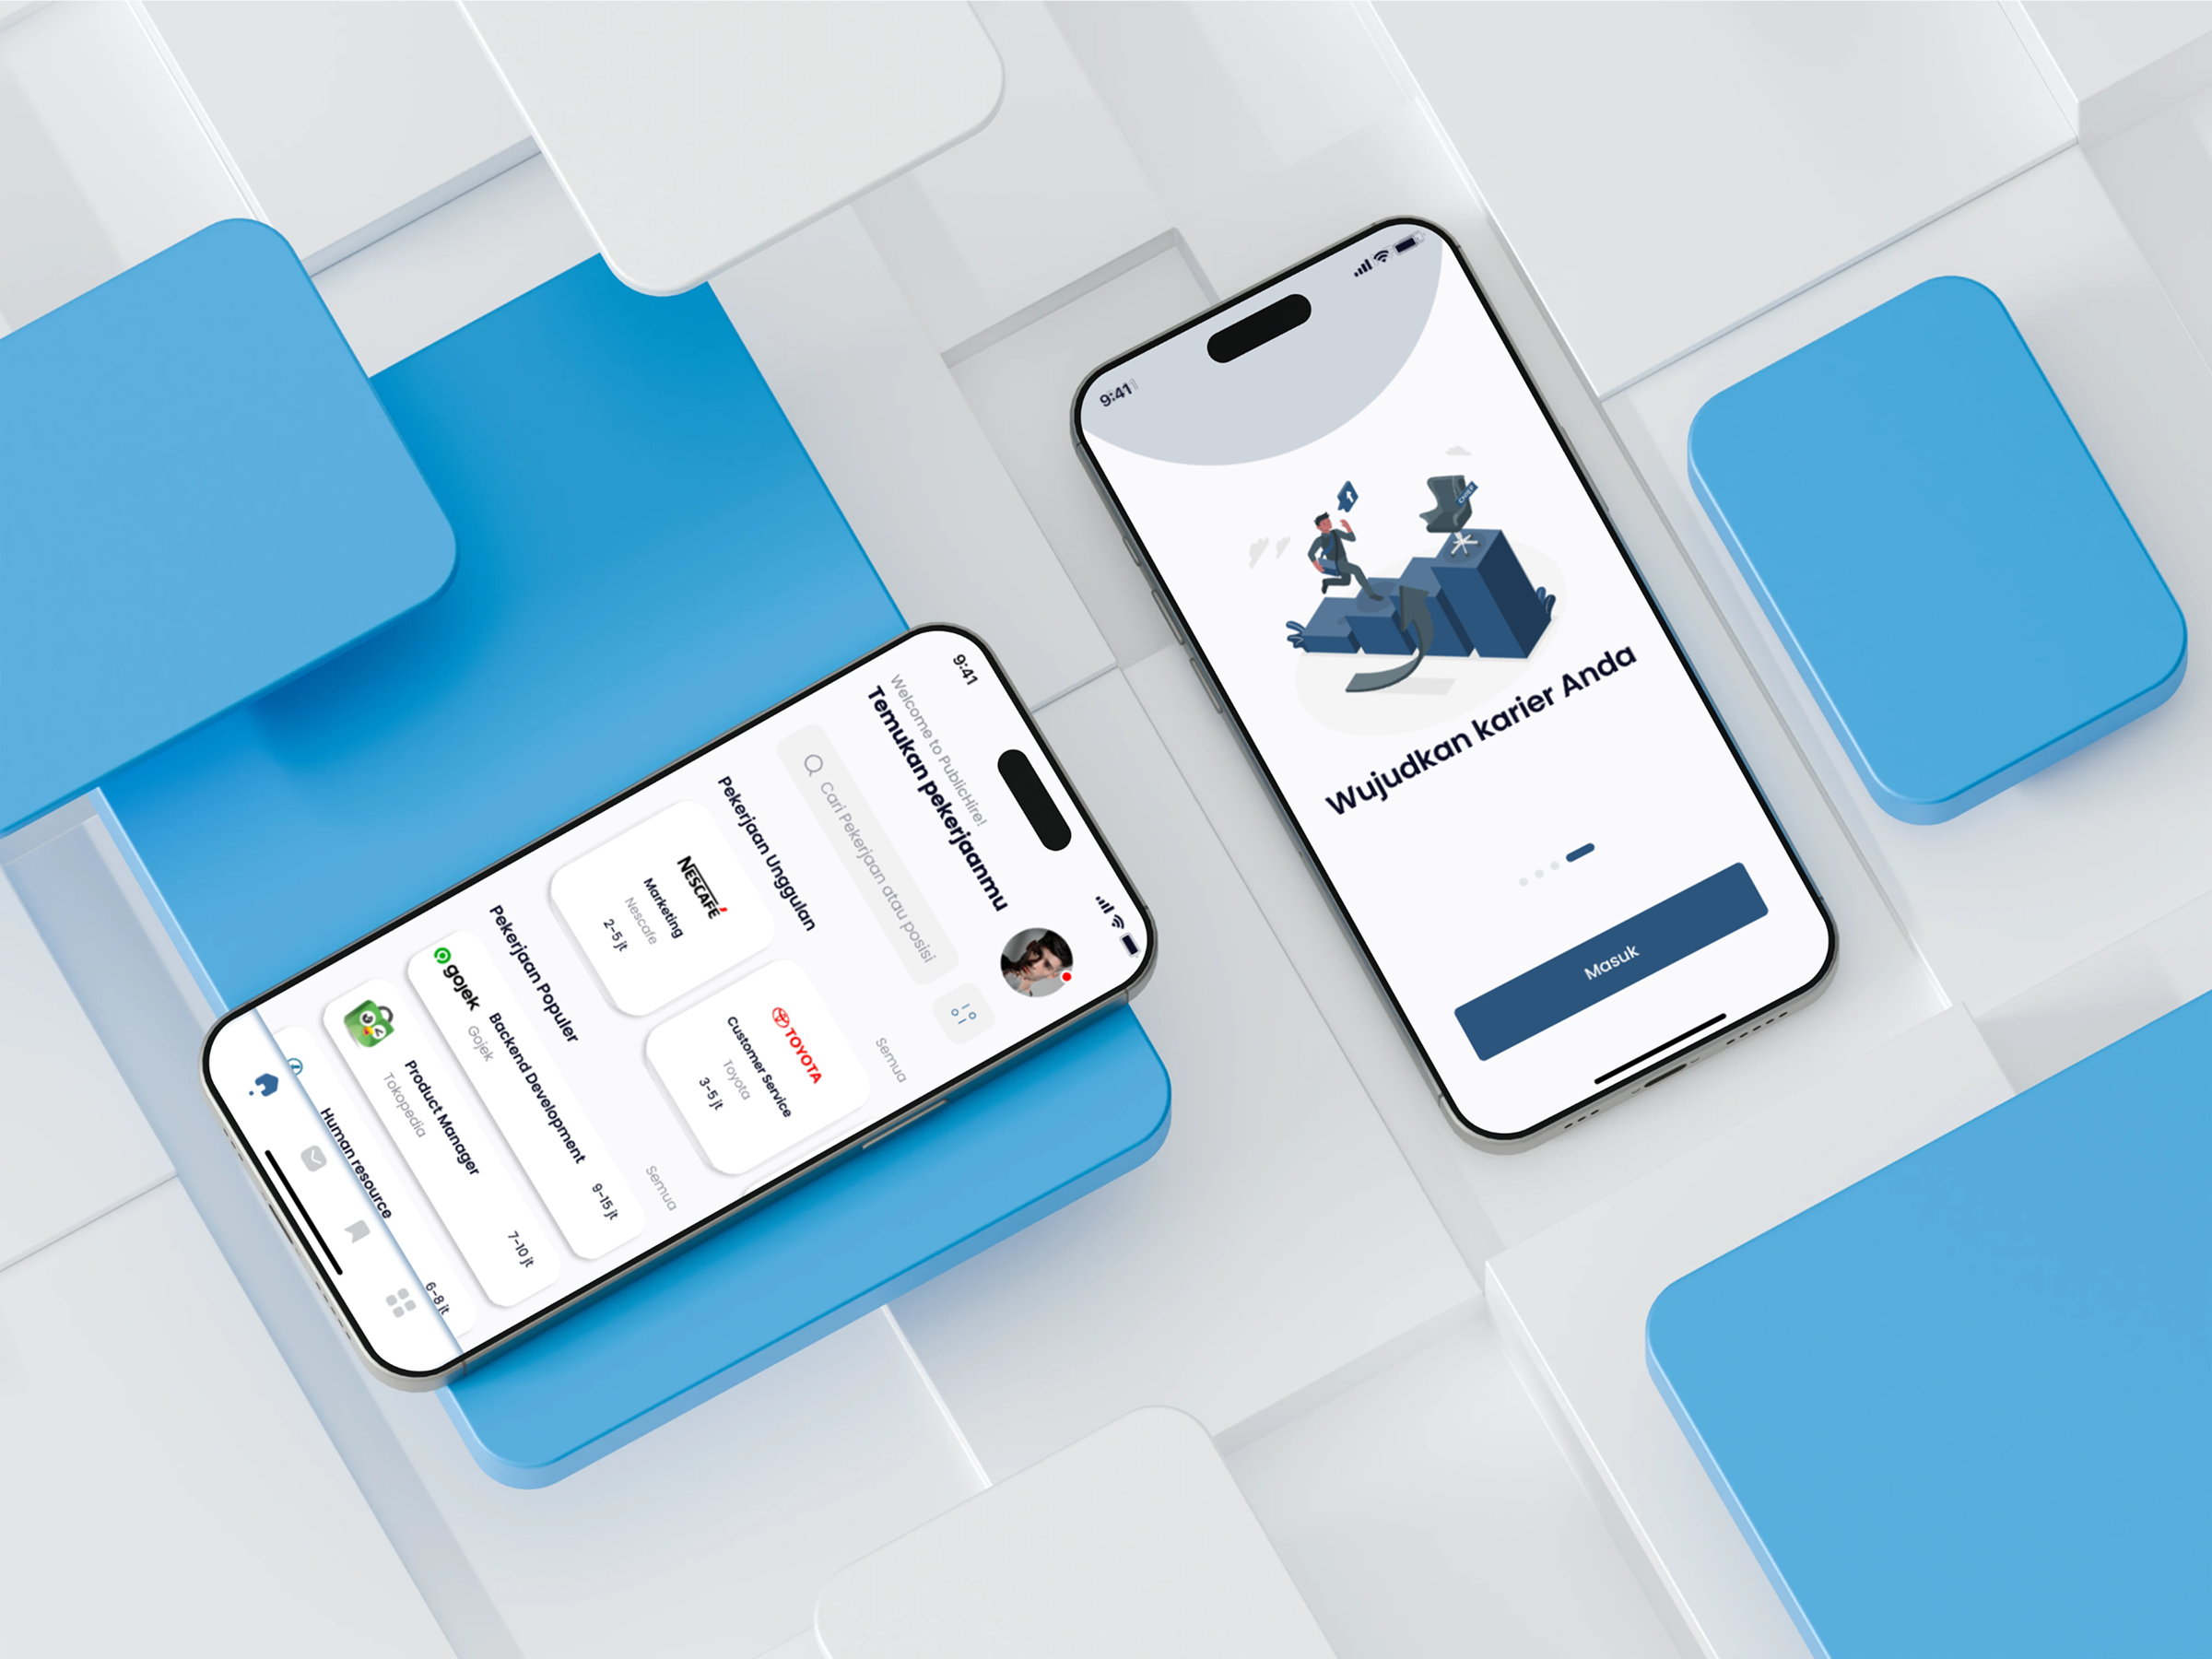 9:41
Welcome to PublicHire!
Temukan pekerjaanmu
Cari Pekerjaan atau posisi
Pekerjaan Unggulan
Semua
NESCAFÉ
Marketing
Nescafe
2-5 jt
TOYOTA
Customer Service
Toyota
3-5 jt
Pekerjaan Populer
Semua
gojek
Backend Development
Gojek
9-15 jt
Product Manager
Tokopedia
7-10 jt
Human resource
6-8 jt
9:41
CHIEF
Wujudkan karier Anda
Masuk